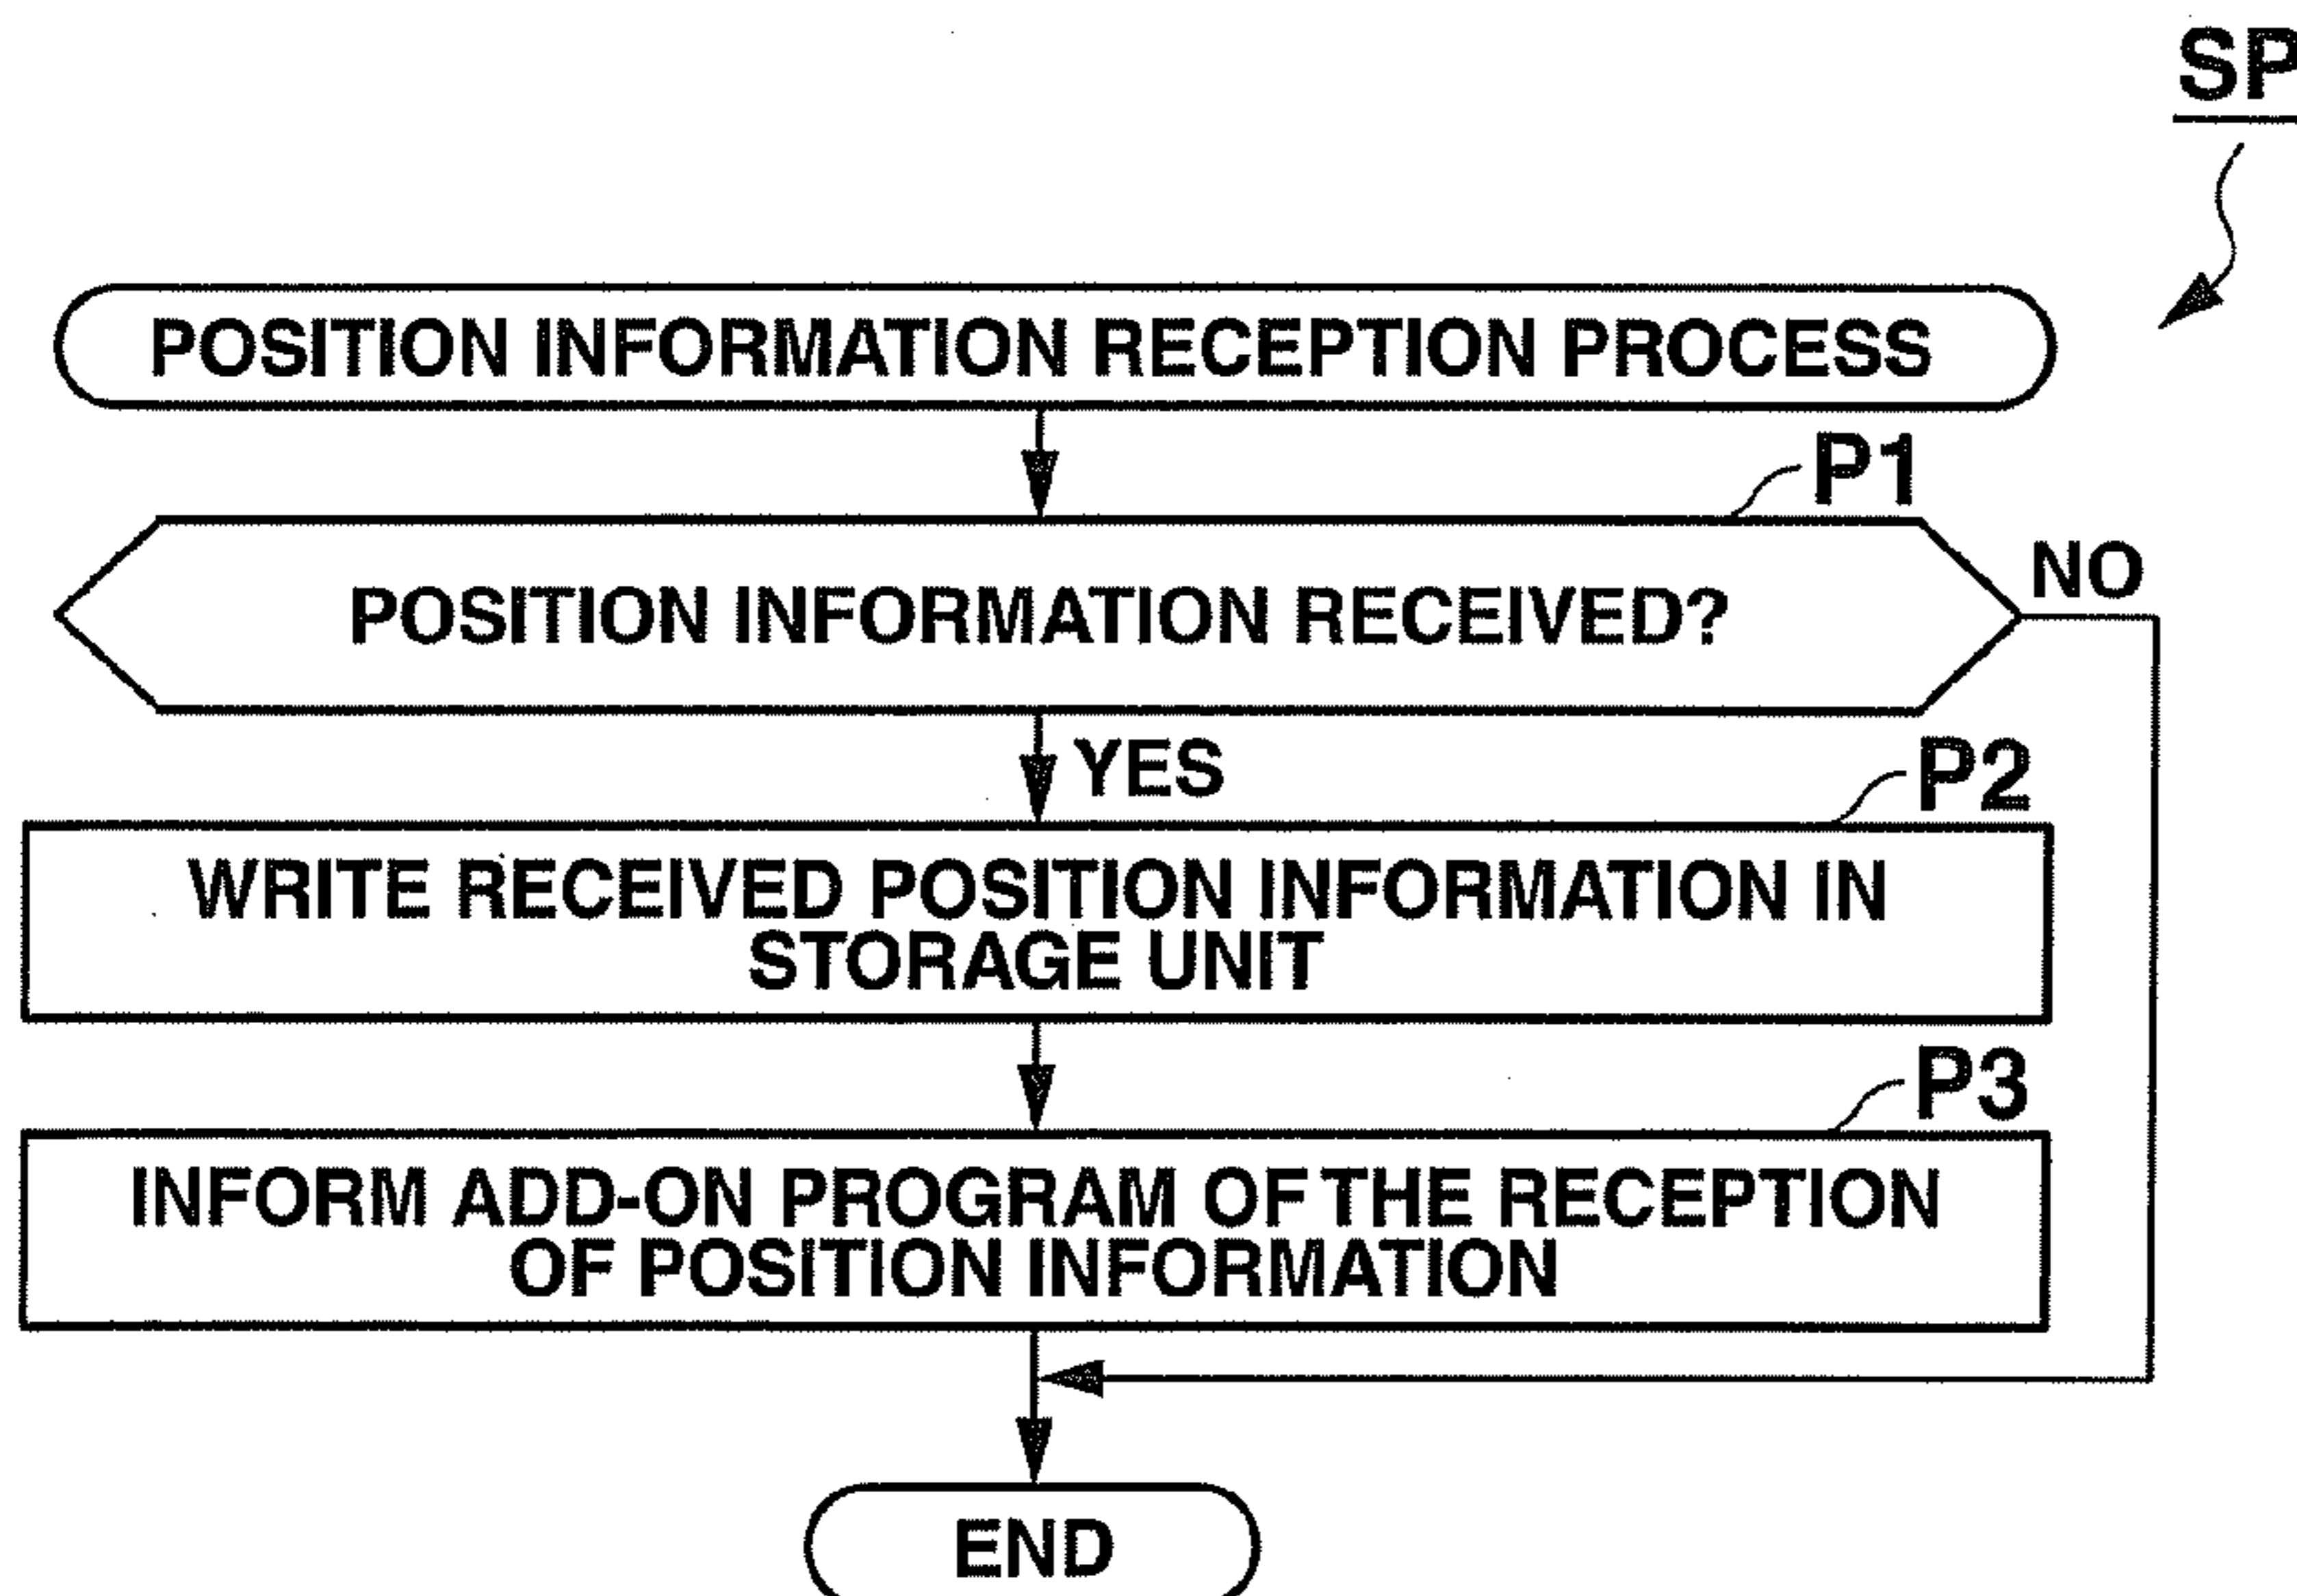 SP
POSITION INFORMATION RECEPTION PROCESS
P1
POSITION INFORMATION RECEIVED?
NO
YES
P2
WRITE RECEIVED POSITION INFORMATION IN
STORAGE UNIT
P3
INFORM ADD-ON PROGRAM OF THE RECEPTION
OF POSITION INFORMATION
END